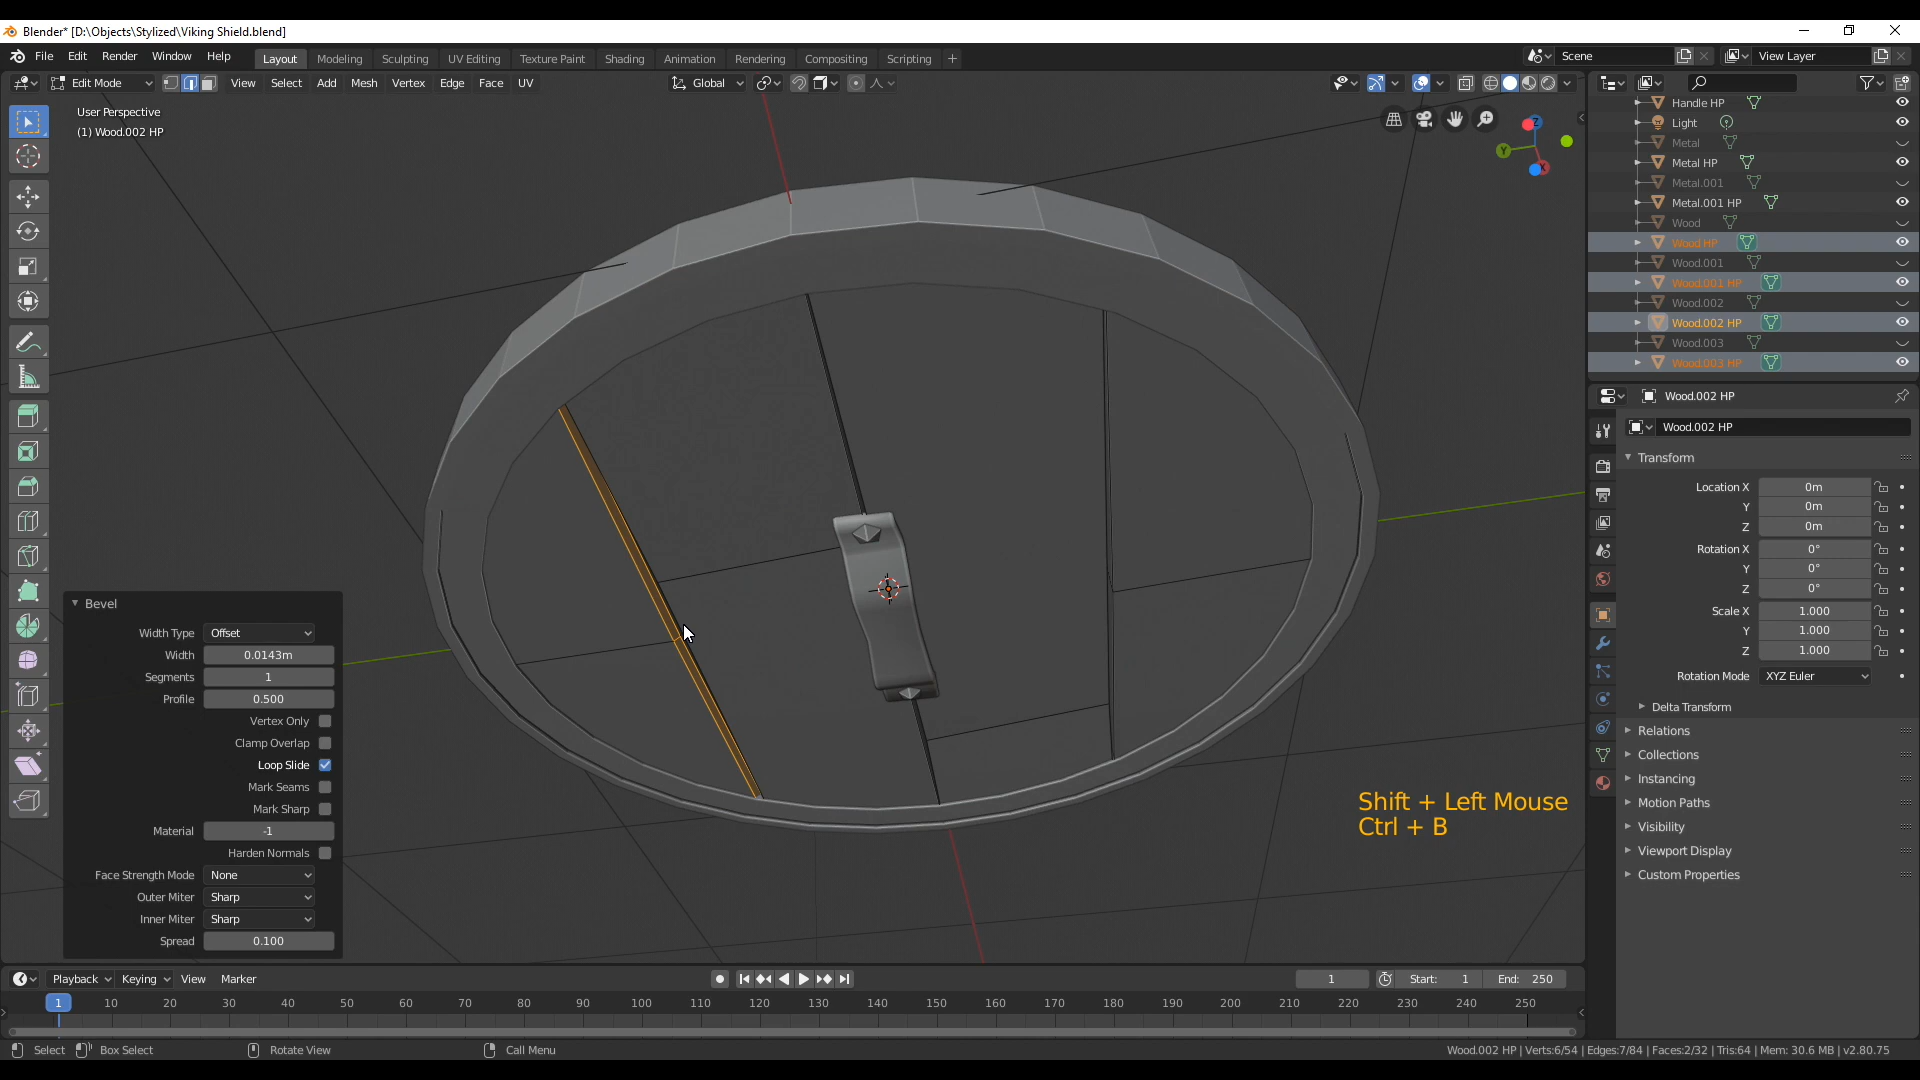 Blender* [D:\Objects\Stylized\Viking Shield.blend]
File Edit Render Window Help Layout Modeling Sculpting UV Editing Texture Paint Shading Animation Rendering Compositing Scripting + Scene View Layer
Edit Mode View Select Add Mesh Vertex Edge Face UV Global
User Perspective
(1) Wood.002 HP
Z
Y
X
Handle HP
Light
Metal
Metal HP
Metal.001
Metal.001 HP
Wood
Wood HP
Wood.001
Wood.001 HP
Wood.002
Wood.002 HP
Wood.003
Wood.003 HP
Wood.002 HP
Wood.002 HP
Transform
Location X 0m
Y 0m
Z 0m
Rotation X 0°
Y 0°
Z 0°
Scale X 1.000
Y 1.000
Z 1.000
Rotation Mode XYZ Euler
Delta Transform
Relations
Collections
Instancing
Motion Paths
Visibility
Viewport Display
Custom Properties
Bevel
Width Type Offset
Width 0.0143m
Segments 1
Profile 0.500
Vertex Only
Clamp Overlap
Loop Slide
Mark Seams
Mark Sharp
Material -1
Harden Normals
Face Strength Mode None
Outer Miter Sharp
Inner Miter Sharp
Spread 0.100
Shift + Left Mouse
Ctrl + B
Playback Keying View Marker 1 Start: 1 End: 250
1 10 20 30 40 50 60 70 80 90 100 110 120 130 140 150 160 170 180 190 200 210 220 230 240 250
Select Box Select Rotate View Call Menu Wood.002 HP | Verts:6/54 | Edges:7/84 | Faces:2/32 | Tris:64 | Mem: 30.6 MB | v2.80.75